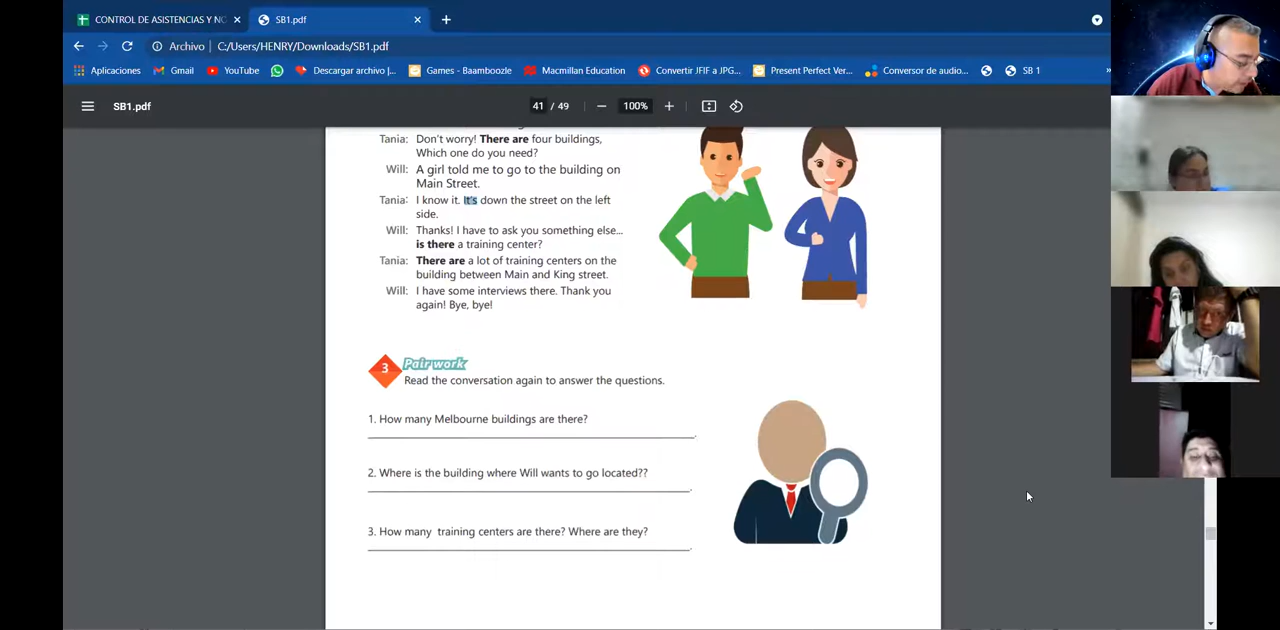 CONTROL DE ASISTENCIAS Y NO
SB1.pdf
Archivo C:/Users/HENRY/Downloads/SB1.pdf
Aplicaciones Gmail YouTube Descargar archivo |... Games - Baamboozle Macmillan Education Convertir JFIF a JPG... Present Perfect Ver... Conversor de audio... SB 1 »
SB1.pdf 41 / 49 100%
Tania: Don't worry! There are four buildings,
Which one do you need?
Will: A girl told me to go to the building on
Main Street.
Tania: I know it. It's down the street on the left
side.
Will: Thanks! I have to ask you something else...
is there a training center?
Tania: There are a lot of training centers on the
building between Main and King street.
Will: I have some interviews there. Thank you
again! Bye, bye!
3 Pair work
Read the conversation again to answer the questions.
1. How many Melbourne buildings are there?
2. Where is the building where Will wants to go located??
3. How many training centers are there? Where are they?